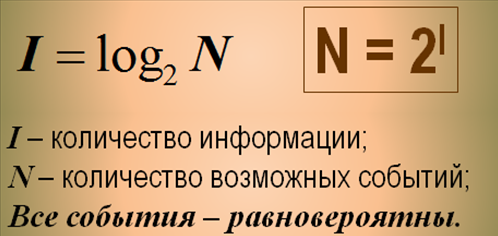 I = log₂ N
N = 2ᴵ
I – количество информации;
N – количество возможных событий;
Все события – равновероятны.